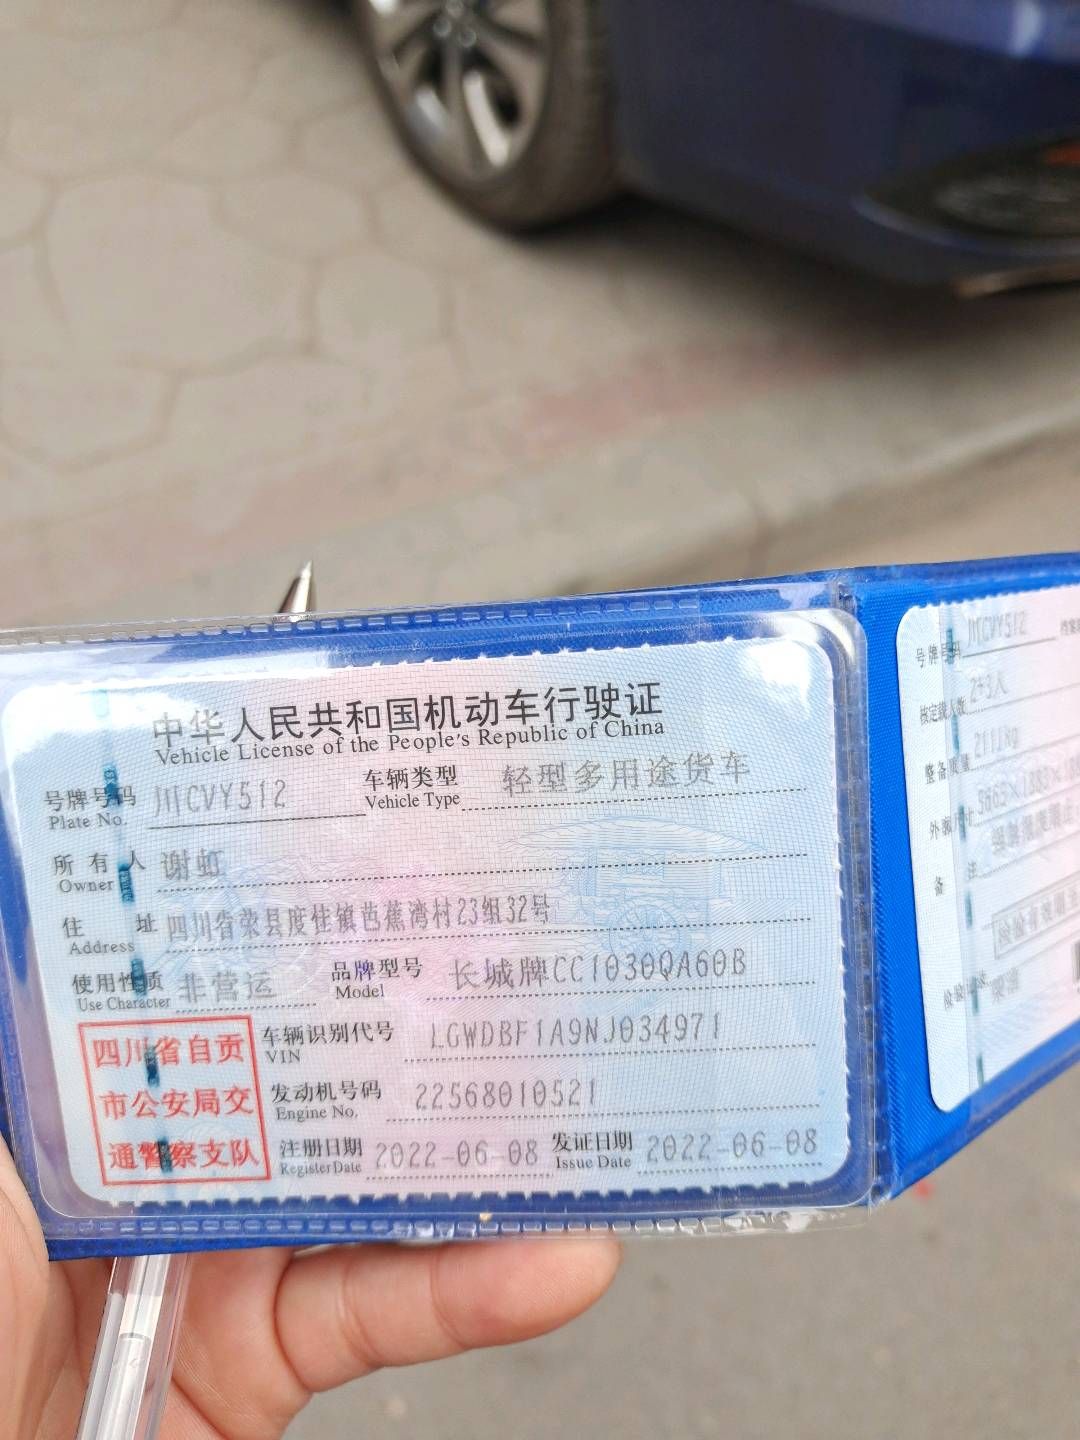 中华人民共和国机动车行驶证
Vehicle License of the People's Republic of China
号牌号码 川CVY512 车辆类型 轻型多用途货车
Plate No. Vehicle Type
所有人 谢虹
Owner
住址 四川省荣县度佳镇芭蕉湾村23组32号
Address
使用性质 非营运 品牌型号 长城牌CC1030QA60B
Use Character Model
四川省自贡
市公安局交
通警察支队
车辆识别代号 LGWDBF1A9NJ034971
VIN
发动机号码 22568010521
Engine No.
注册日期 2022-06-08 发证日期 2022-06-08
Register Date Issue Date
号牌号码 川CVY512
核定载人数 2+3人
整备质量 2111kg
外廓尺寸
备注